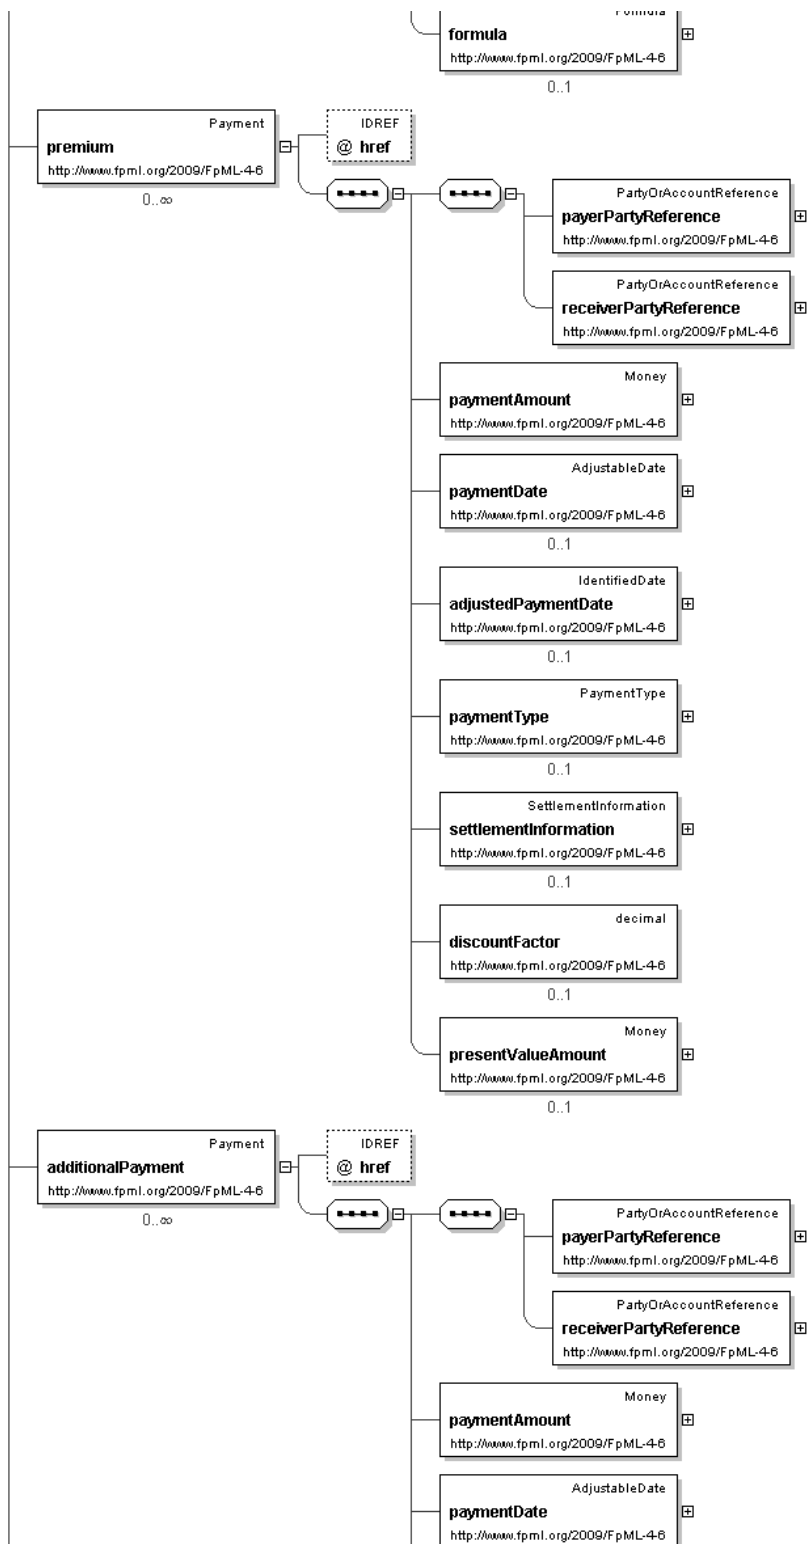 Formula
formula
http://www.fpml.org/2009/FpML-4-6
0..1
Payment
premium
http://www.fpml.org/2009/FpML-4-6
0..∞
IDREF
@ href
PartyOrAccountReference
payerPartyReference
http://www.fpml.org/2009/FpML-4-6
PartyOrAccountReference
receiverPartyReference
http://www.fpml.org/2009/FpML-4-6
Money
paymentAmount
http://www.fpml.org/2009/FpML-4-6
AdjustableDate
paymentDate
http://www.fpml.org/2009/FpML-4-6
0..1
IdentifiedDate
adjustedPaymentDate
http://www.fpml.org/2009/FpML-4-6
0..1
PaymentType
paymentType
http://www.fpml.org/2009/FpML-4-6
0..1
SettlementInformation
settlementInformation
http://www.fpml.org/2009/FpML-4-6
0..1
decimal
discountFactor
http://www.fpml.org/2009/FpML-4-6
0..1
Money
presentValueAmount
http://www.fpml.org/2009/FpML-4-6
0..1
Payment
additionalPayment
http://www.fpml.org/2009/FpML-4-6
0..∞
IDREF
@ href
PartyOrAccountReference
payerPartyReference
http://www.fpml.org/2009/FpML-4-6
PartyOrAccountReference
receiverPartyReference
http://www.fpml.org/2009/FpML-4-6
Money
paymentAmount
http://www.fpml.org/2009/FpML-4-6
AdjustableDate
paymentDate
http://www.fpml.org/2009/FpML-4-6